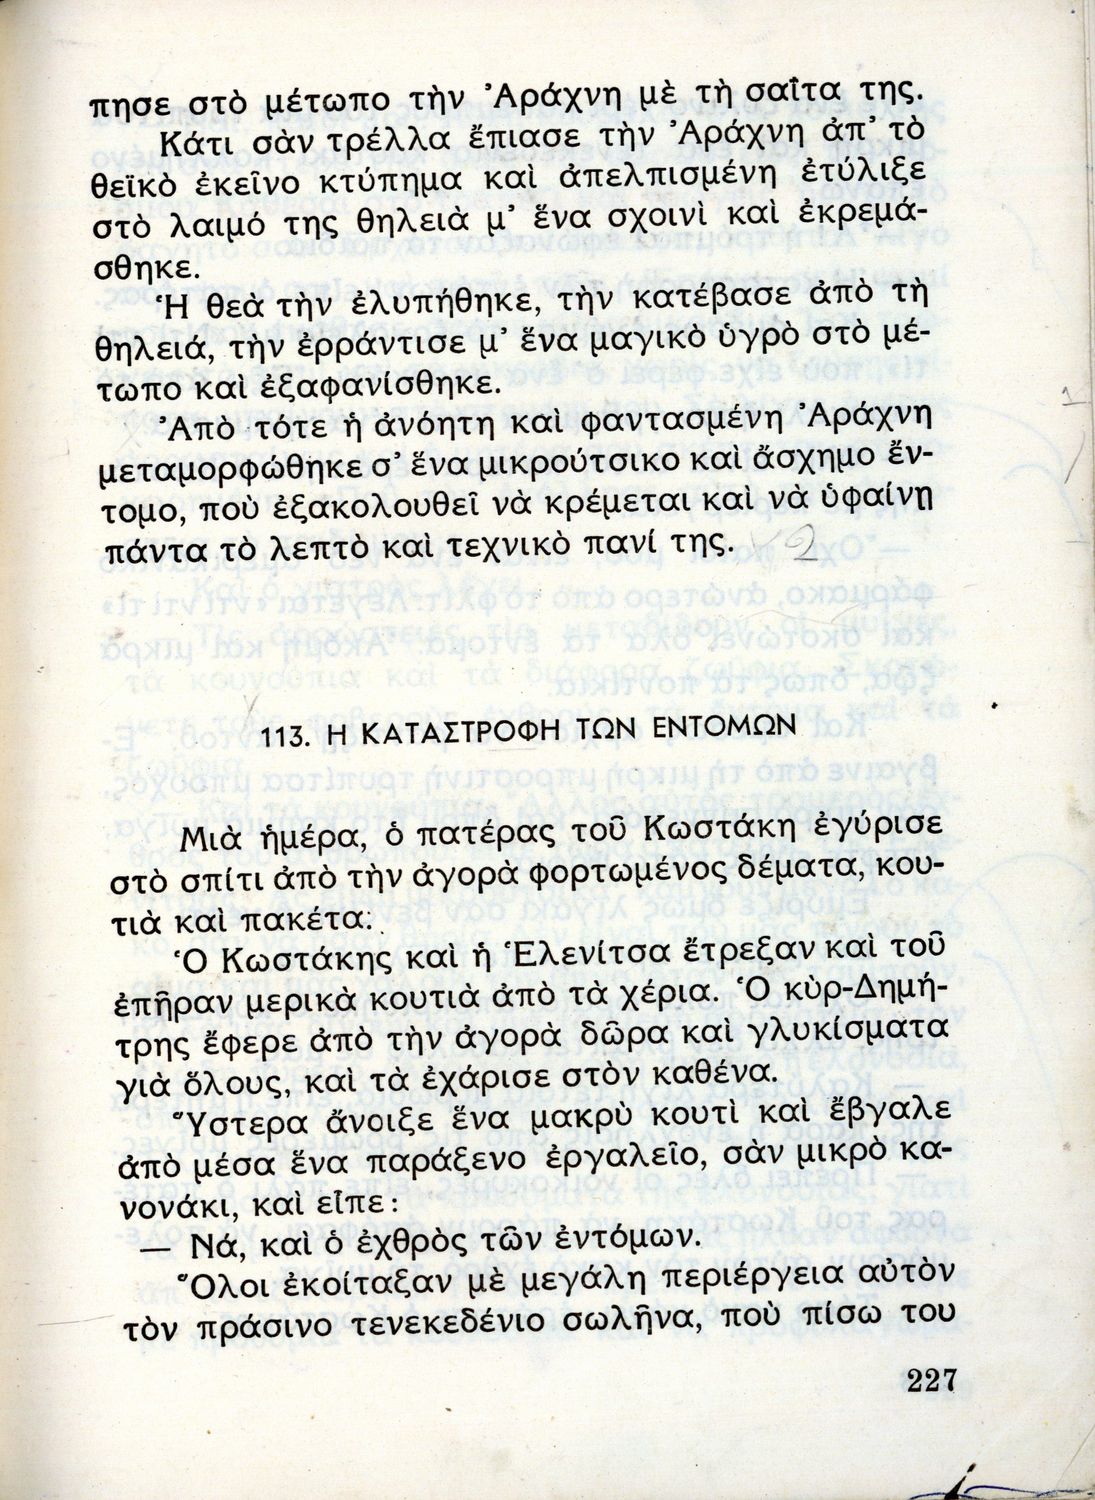 πησε στὸ μέτωπο τὴν Ἀράχνη μὲ τὴ σαΐτα της.
Κάτι σὰν τρέλλα ἔπιασε τὴν Ἀράχνη ἀπ' τὸ
θεϊκὸ ἐκεῖνο κτύπημα καὶ ἀπελπισμένη ἐτύλιξε
στὸ λαιμό της θηλειὰ μ' ἕνα σχοινὶ καὶ ἐκρεμά-
σθηκε.
Ἡ θεὰ τὴν ἐλυπήθηκε, τὴν κατέβασε ἀπὸ τὴ
θηλειά, τὴν ἐρράντισε μ' ἕνα μαγικὸ ὑγρὸ στὸ μέ-
τωπο καὶ ἐξαφανίσθηκε.
Ἀπὸ τότε ἡ ἀνόητη καὶ φαντασμένη Ἀράχνη
μεταμορφώθηκε σ' ἕνα μικρούτσικο καὶ ἄσχημο ἔν-
τομο, ποὺ ἐξακολουθεῖ νὰ κρέμεται καὶ νὰ ὑφαίνη
πάντα τὸ λεπτὸ καὶ τεχνικὸ πανί της. 2
113. Η ΚΑΤΑΣΤΡΟΦΗ ΤΩΝ ΕΝΤΟΜΩΝ
Μιὰ ἡμέρα, ὁ πατέρας τοῦ Κωστάκη ἐγύρισε
στὸ σπίτι ἀπὸ τὴν ἀγορὰ φορτωμένος δέματα, κου-
τιὰ καὶ πακέτα.
Ὁ Κωστάκης καὶ ἡ Ἑλενίτσα ἔτρεξαν καὶ τοῦ
ἐπῆραν μερικὰ κουτιὰ ἀπὸ τὰ χέρια. Ὁ κὺρ-Δημή-
τρης ἔφερε ἀπὸ τὴν ἀγορὰ δῶρα καὶ γλυκίσματα
γιὰ ὅλους, καὶ τὰ ἐχάρισε στὸν καθένα.
Ὕστερα ἄνοιξε ἕνα μακρὺ κουτὶ καὶ ἔβγαλε
ἀπὸ μέσα ἕνα παράξενο ἐργαλεῖο, σὰν μικρὸ κα-
νονάκι, καὶ εἶπε:
— Νά, καὶ ὁ ἐχθρὸς τῶν ἐντόμων.
Ὅλοι ἐκοίταξαν μὲ μεγάλη περιέργεια αὐτὸν
τὸν πράσινο τενεκεδένιο σωλῆνα, ποὺ πίσω του
227